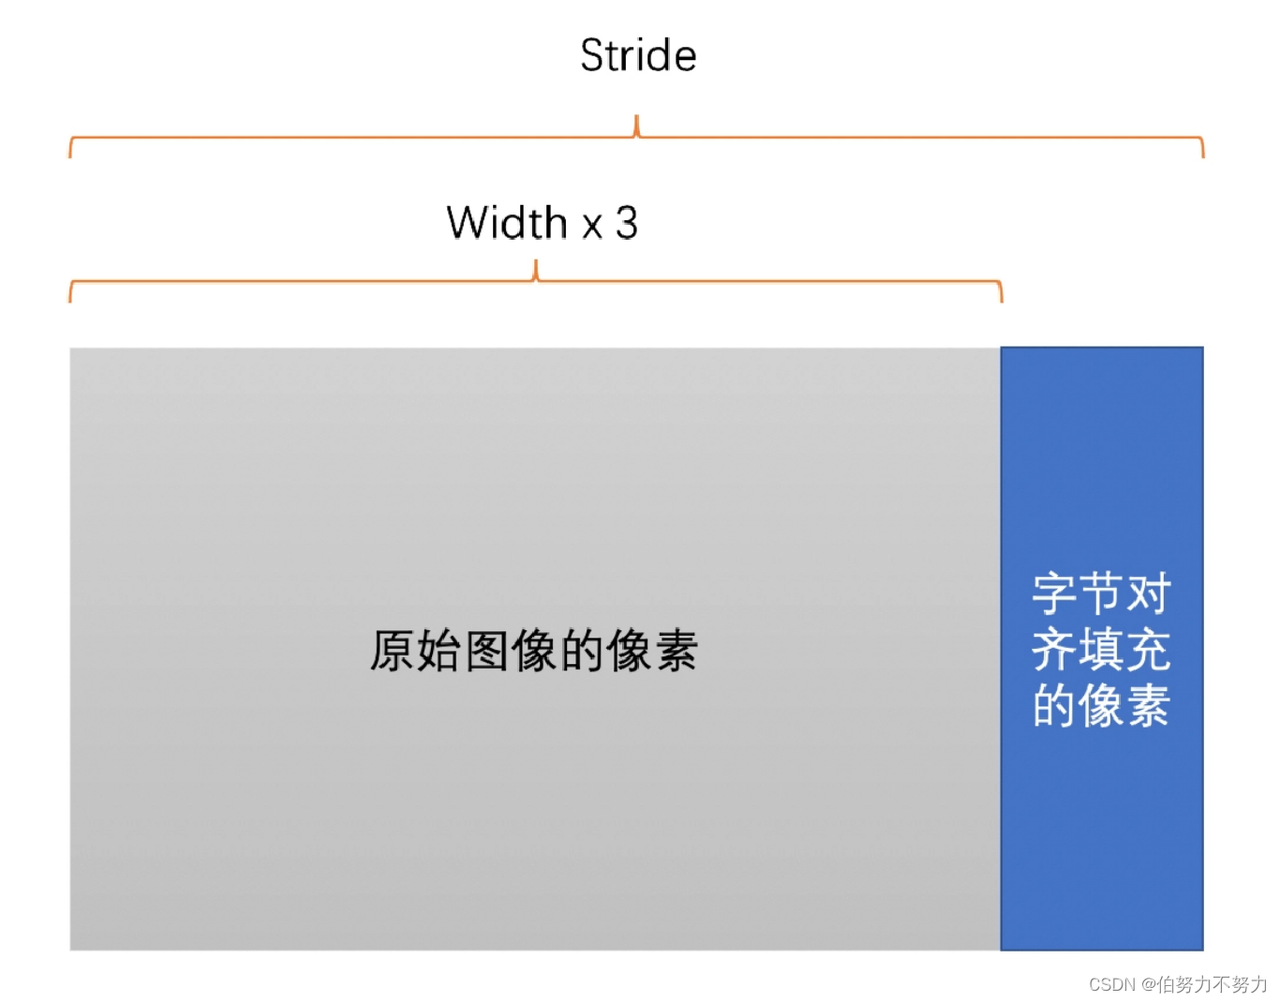 Stride
Width x 3
原始图像的像素
字节对
齐填充
的像素
CSDN @伯努力不努力